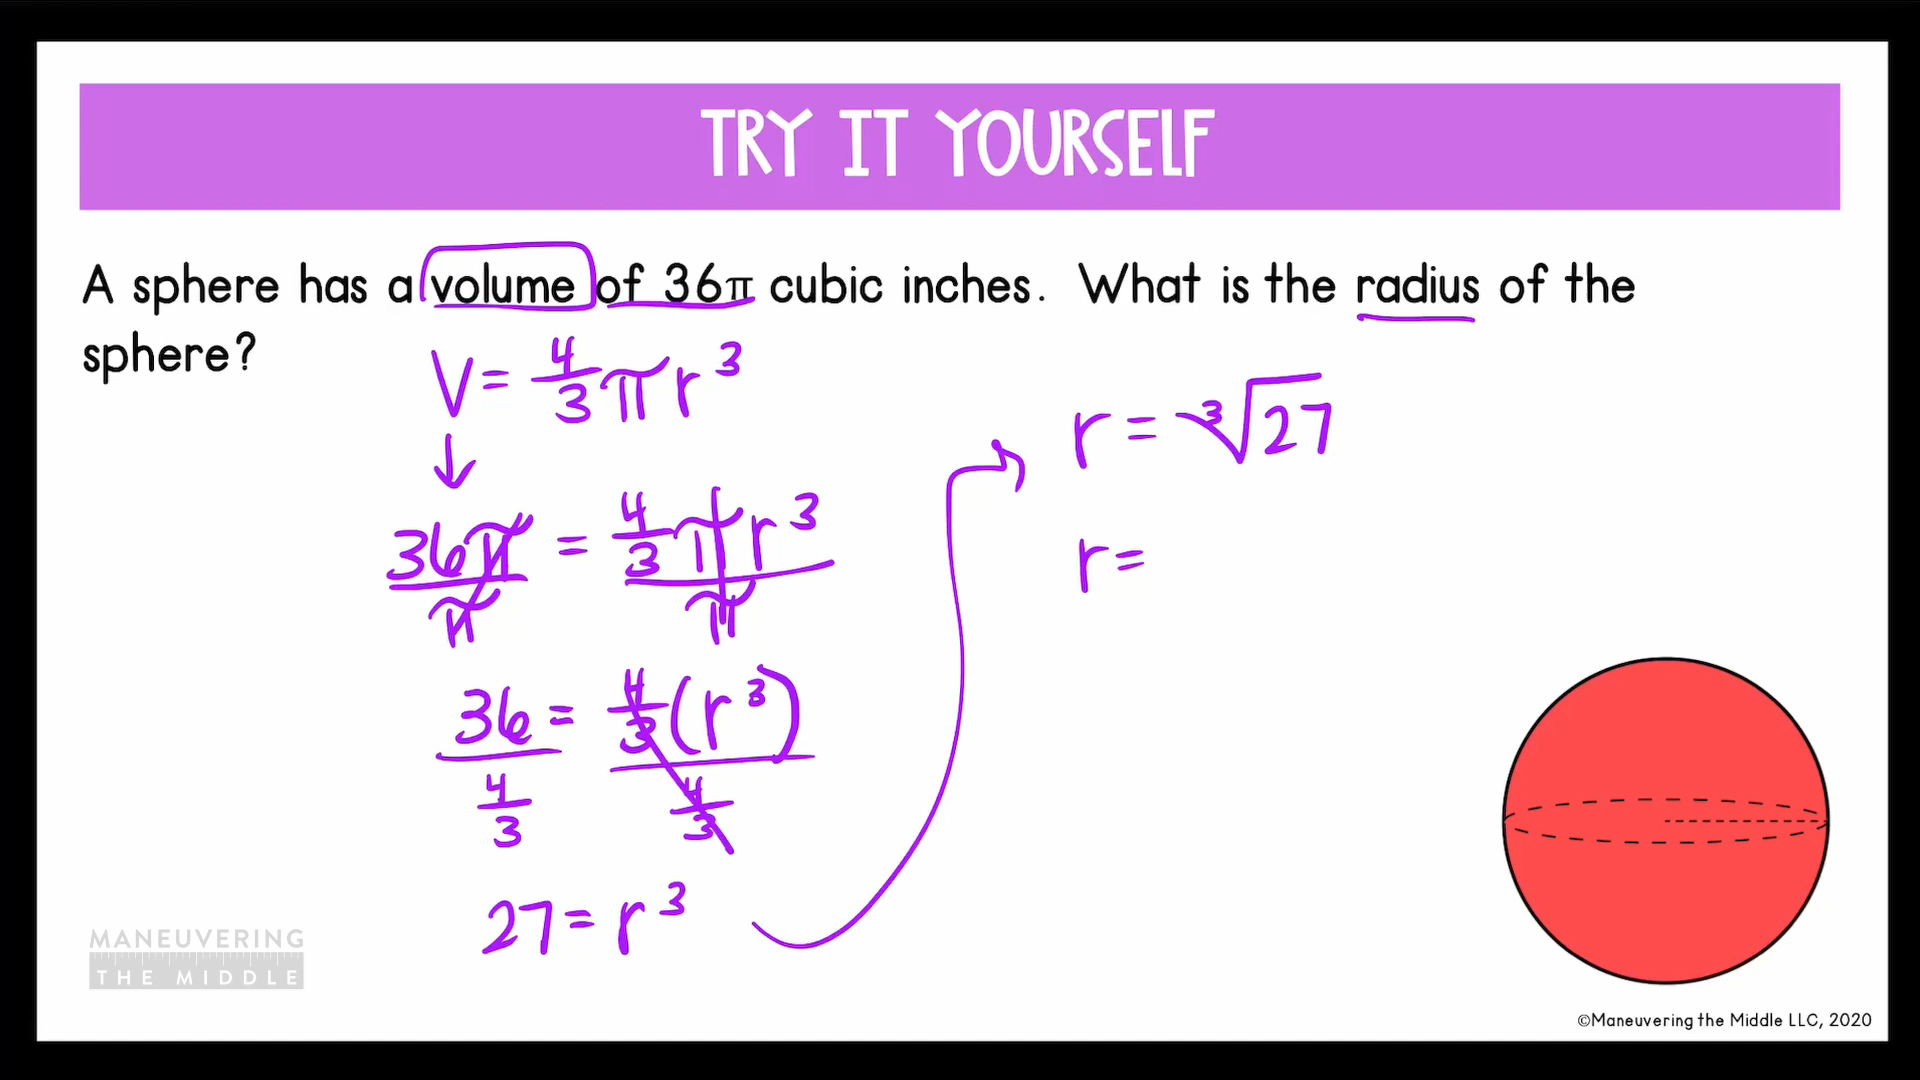 TRY IT YOURSELF
A sphere has a volume of 36π cubic inches. What is the radius of the
sphere?
V = 4/3 π r³
36π/π = 4/3 π r³/π
36 / 4/3 = 4/3 (r³) / 4/3
27 = r³
r = ³√27
r =
MANEUVERING
THE MIDDLE
©Maneuvering the Middle LLC, 2020